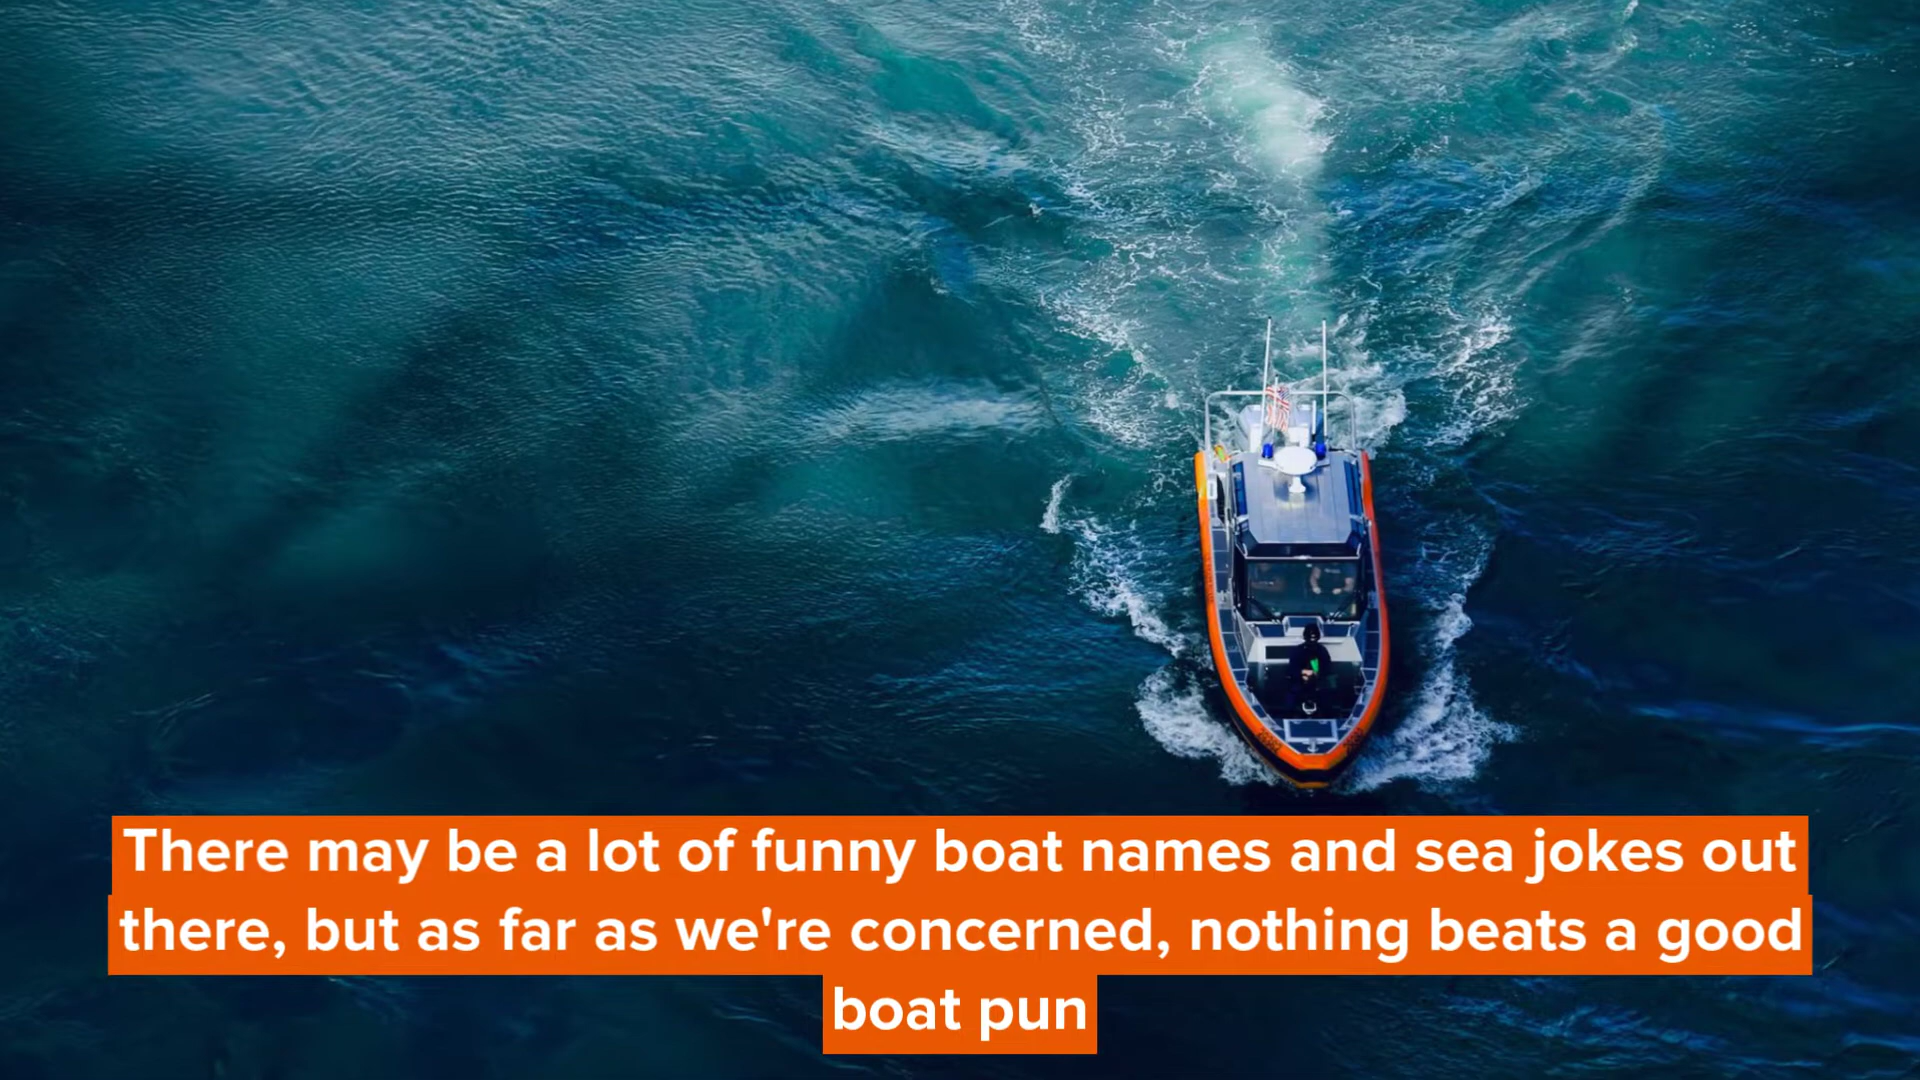 There may be a lot of funny boat names and sea jokes out
there, but as far as we're concerned, nothing beats a good
boat pun